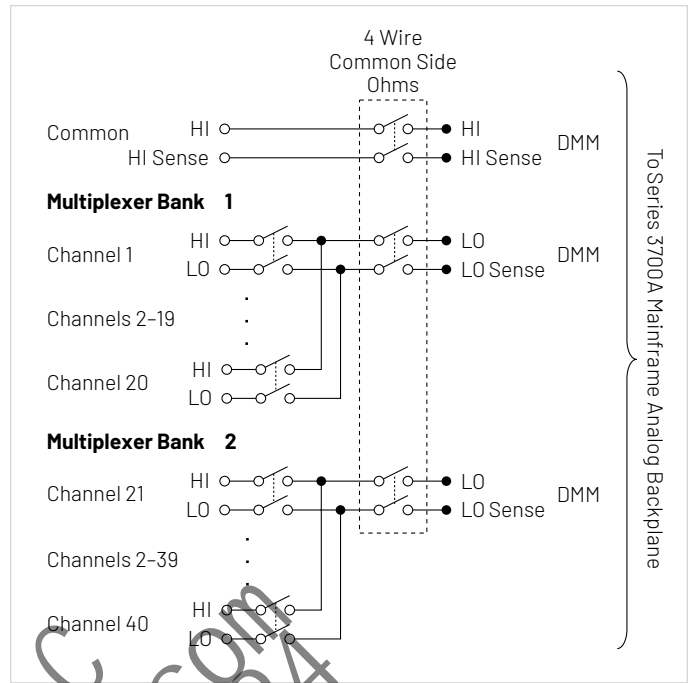 4 Wire
Common Side
Ohms
Common HI HI DMM
HI Sense HI Sense
Multiplexer Bank 1
Channel 1 HI LO DMM
LO LO Sense
Channels 2–19
Channel 20 HI
LO
Multiplexer Bank 2
Channel 21 HI LO DMM
LO LO Sense
Channels 2–39
Channel 40 HI
LO
To Series 3700A Mainframe Analog Backplane